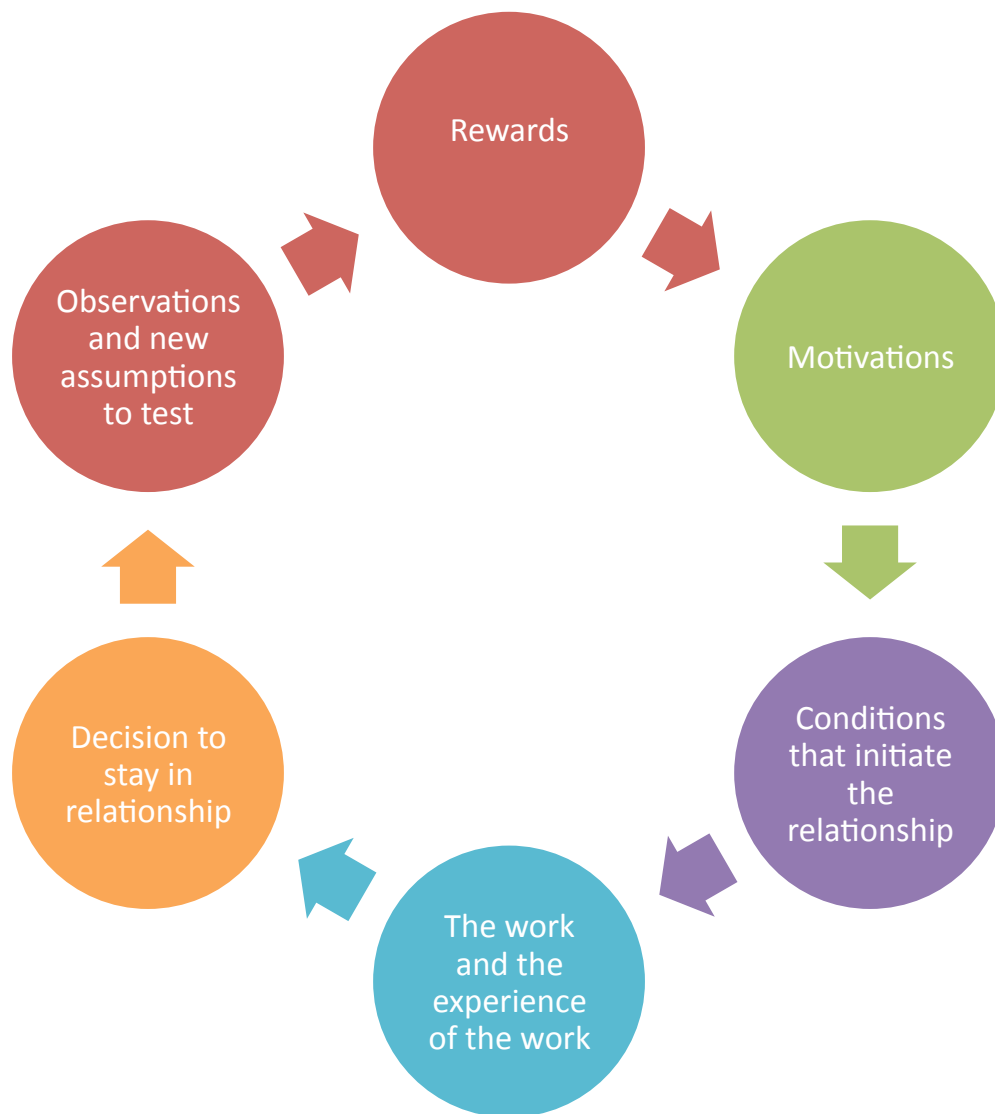 Rewards
Motivations
Conditions
that initiate
the
relationship
The work
and the
experience
of the work
Decision to
stay in
relationship
Observations
and new
assumptions
to test